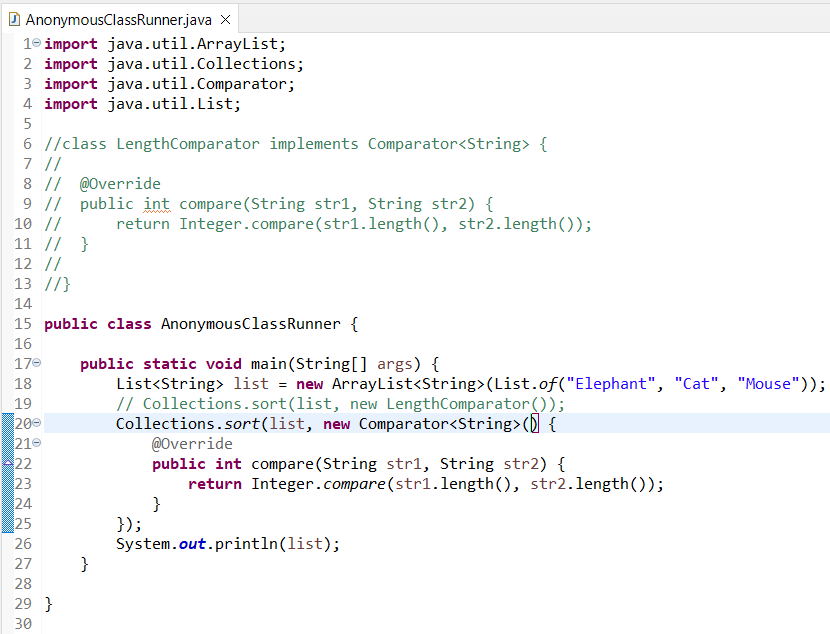 AnonymousClassRunner.java
1 import java.util.ArrayList;
2 import java.util.Collections;
3 import java.util.Comparator;
4 import java.util.List;
5
6 //class LengthComparator implements Comparator<String> {
7 //
8 //  @Override
9 //  public int compare(String str1, String str2) {
10 //      return Integer.compare(str1.length(), str2.length());
11 //  }
12 //
13 //}
14
15 public class AnonymousClassRunner {
16
17     public static void main(String[] args) {
18         List<String> list = new ArrayList<String>(List.of("Elephant", "Cat", "Mouse"));
19         // Collections.sort(list, new LengthComparator());
20         Collections.sort(list, new Comparator<String>() {
21             @Override
22             public int compare(String str1, String str2) {
23                 return Integer.compare(str1.length(), str2.length());
24             }
25         });
26         System.out.println(list);
27     }
28
29 }
30